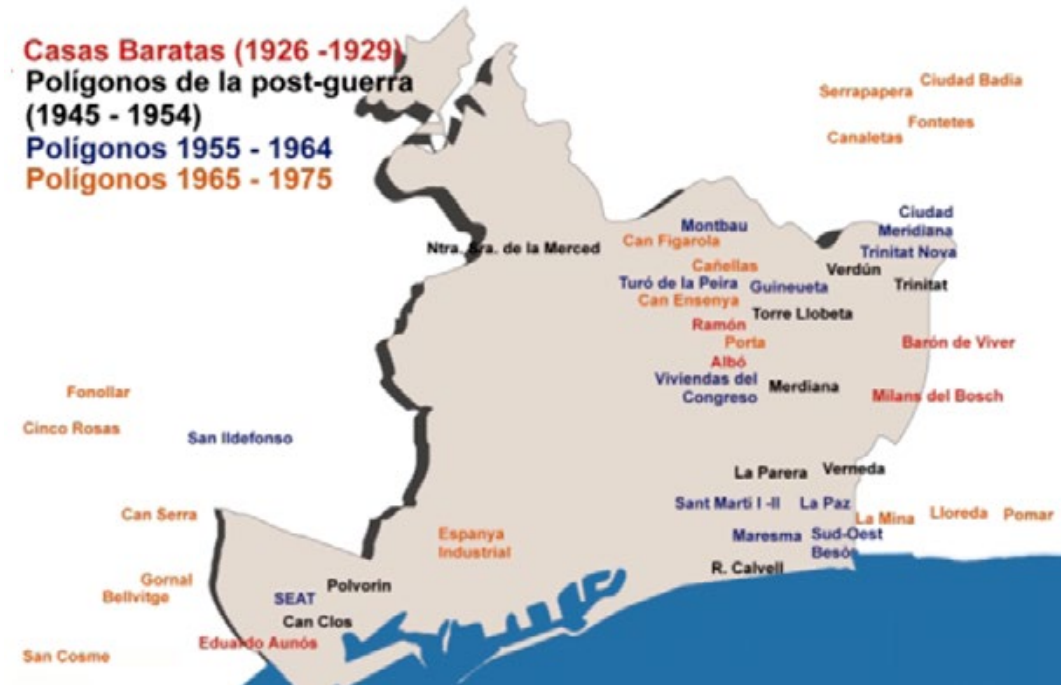 Casas Baratas (1926 -1929)
Polígonos de la post-guerra
(1945 - 1954)
Polígonos 1955 - 1964
Polígonos 1965 - 1975
Ciudad Badia
Serrapapera
Fontetes
Canaletas
Ciudad
Meridiana
Montbau
Can Figarola
Ntra. Sra. de la Merced
Trinitat Nova
Cañellas
Verdún
Turó de la Peira
Guineueta
Trinitat
Can Ensenya
Torre Llobeta
Ramón
Porta
Barón de Viver
Albó
Viviendas del
Congreso
Merdiana
Fonollar
Milans del Bosch
Cinco Rosas
San Ildefonso
La Parera
Verneda
Sant Marti I -II
La Paz
Can Serra
La Mina
Lloreda
Pomar
Espanya
Industrial
Maresma
Sud-Oest
Besós
R. Calvell
Gornal
Bellvitge
Polvorin
SEAT
Can Clos
Eduardo Aunós
San Cosme